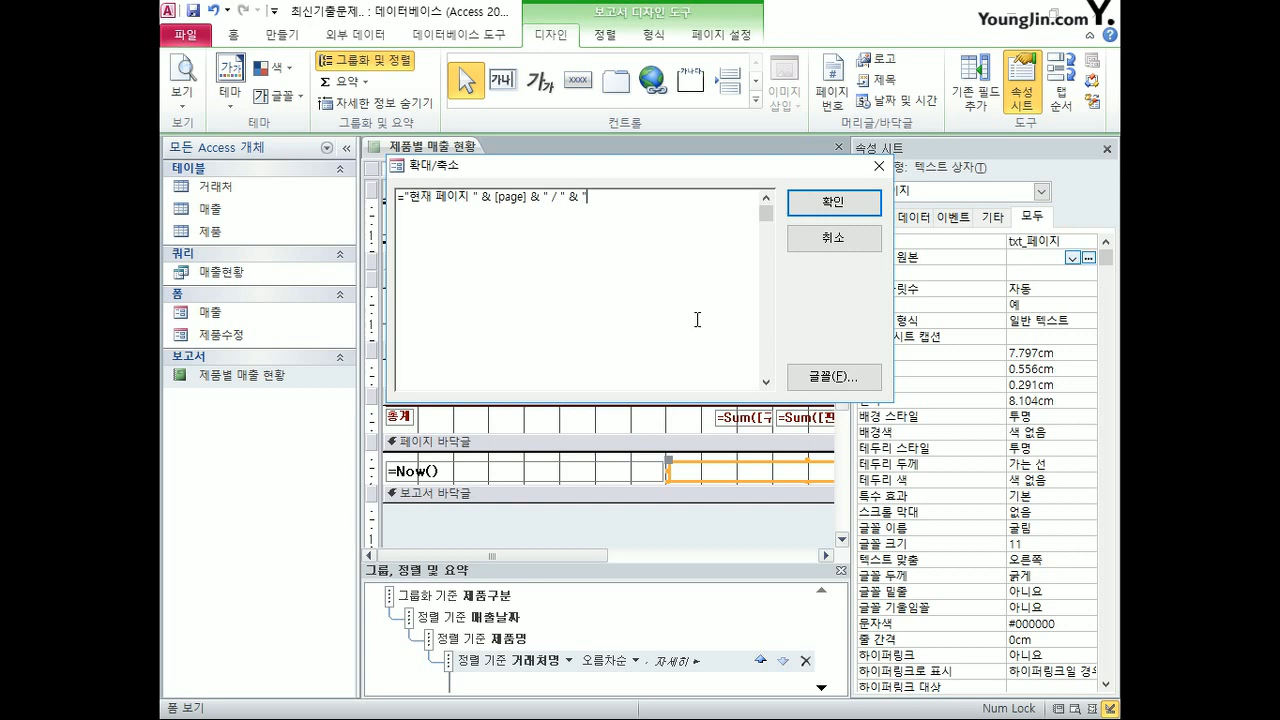 최신기출문제.. : 데이터베이스 (Access 20...
보고서 디자인 도구
YoungJin.com Y.
파일 홈 만들기 외부 데이터 데이터베이스 도구 디자인 정렬 형식 페이지 설정
보기
테마
색
가 글꼴
그룹화 및 정렬
Σ 요약
자세한 정보 숨기기
가나
가가
xxxx
가나다
이미지
삽입
페이지
번호
로고
제목
날짜 및 시간
기존 필드
추가
속성
시트
탭
순서
보기 테마 그룹화 및 요약 컨트롤 머리글/바닥글 도구
모든 Access 개체
테이블
거래처
매출
제품
쿼리
매출현황
폼
매출
제품수정
보고서
제품별 매출 현황
제품별 매출 현황
확대/축소
="현재 페이지 " & [page] & " / " & "
확인
취소
글꼴(F)...
총계 =Sum([구 =Sum([판
페이지 바닥글
=Now()
보고서 바닥글
그룹, 정렬 및 요약
그룹화 기준 제품구분
정렬 기준 매출날짜
정렬 기준 제품명
정렬 기준 거래처명 오름차순 , 자세히
속성 시트
형: 텍스트 상자(T)
지
데이터 이벤트 기타 모두
txt_페이지
원본
릿수 자동
예
형식 일반 텍스트
시트 캡션
7.797cm
0.556cm
0.291cm
8.104cm
배경 스타일 투명
배경색 색 없음
테두리 스타일 투명
테두리 두께 가는 선
테두리 색 색 없음
특수 효과 기본
스크롤 막대 없음
글꼴 이름 굴림
글꼴 크기 11
텍스트 맞춤 오른쪽
글꼴 두께 굵게
글꼴 밑줄 아니요
글꼴 기울임꼴 아니요
문자색 #000000
줄 간격 0cm
하이퍼링크 아니요
하이퍼링크로 표시 하이퍼링크일 경우
하이퍼링크 대상
폼 보기
Num Lock